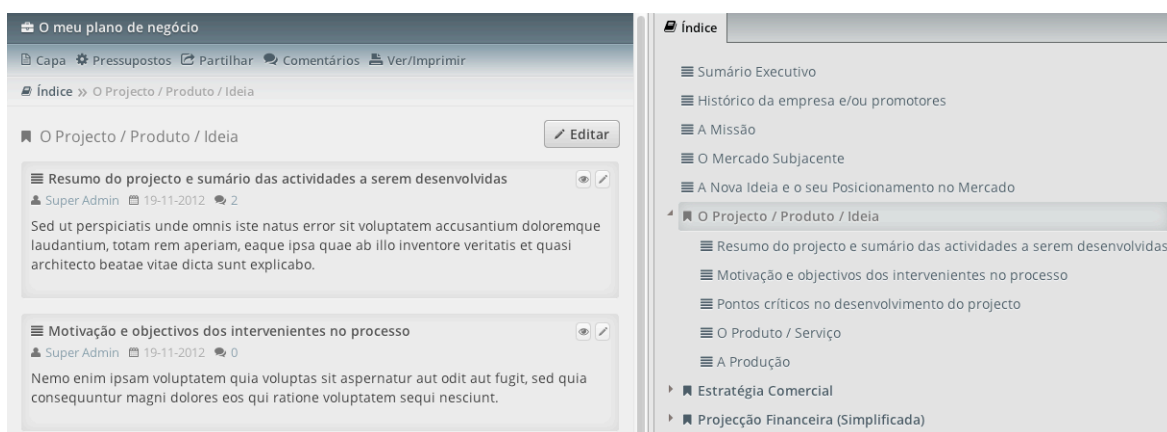 O meu plano de negócio
Capa Pressupostos Partilhar Comentários Ver/Imprimir
Índice » O Projecto / Produto / Ideia
O Projecto / Produto / Ideia
Editar
Resumo do projecto e sumário das actividades a serem desenvolvidas
Super Admin 19-11-2012 2
Sed ut perspiciatis unde omnis iste natus error sit voluptatem accusantium doloremque
laudantium, totam rem aperiam, eaque ipsa quae ab illo inventore veritatis et quasi
architecto beatae vitae dicta sunt explicabo.
Motivação e objectivos dos intervenientes no processo
Super Admin 19-11-2012 0
Nemo enim ipsam voluptatem quia voluptas sit aspernatur aut odit aut fugit, sed quia
consequuntur magni dolores eos qui ratione voluptatem sequi nesciunt.
Índice
Sumário Executivo
Histórico da empresa e/ou promotores
A Missão
O Mercado Subjacente
A Nova Ideia e o seu Posicionamento no Mercado
O Projecto / Produto / Ideia
Resumo do projecto e sumário das actividades a serem desenvolvidas
Motivação e objectivos dos intervenientes no processo
Pontos críticos no desenvolvimento do projecto
O Produto / Serviço
A Produção
Estratégia Comercial
Projecção Financeira (Simplificada)